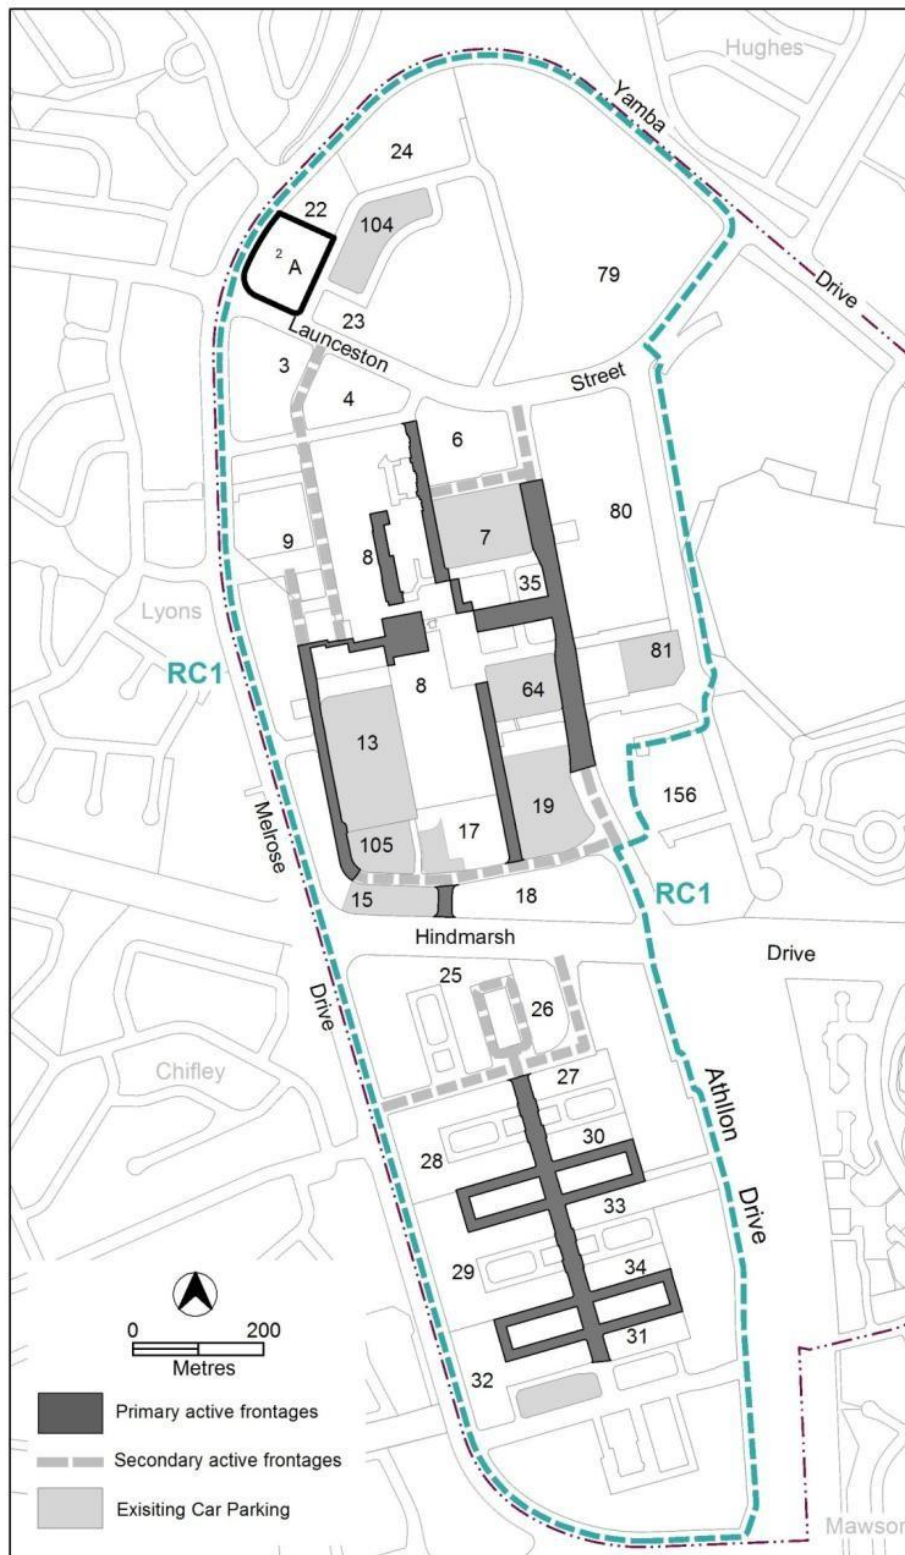 Hughes
Yamba
24
22
104
2
A
79
Drive
23
Launceston
3
Street
4
6
80
7
9
8
35
Lyons
81
RC1
8
64
13
156
19
Melrose
17
105
RC1
15
18
Hindmarsh
Drive
25
26
Drive
Chifley
27
Athllon
30
28
33
Drive
29
34
31
0 200
Metres
32
Primary active frontages
Secondary active frontages
Exisiting Car Parking
Mawson